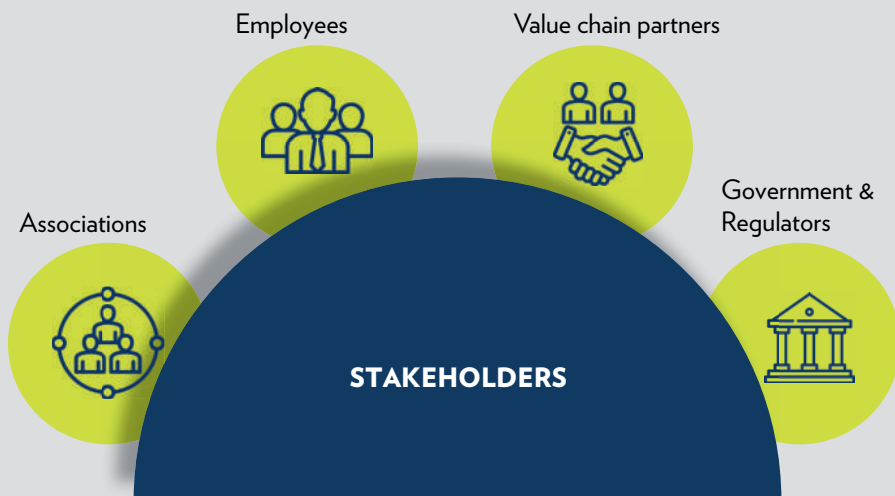 Employees
Value chain partners
Associations
Government &
Regulators
STAKEHOLDERS